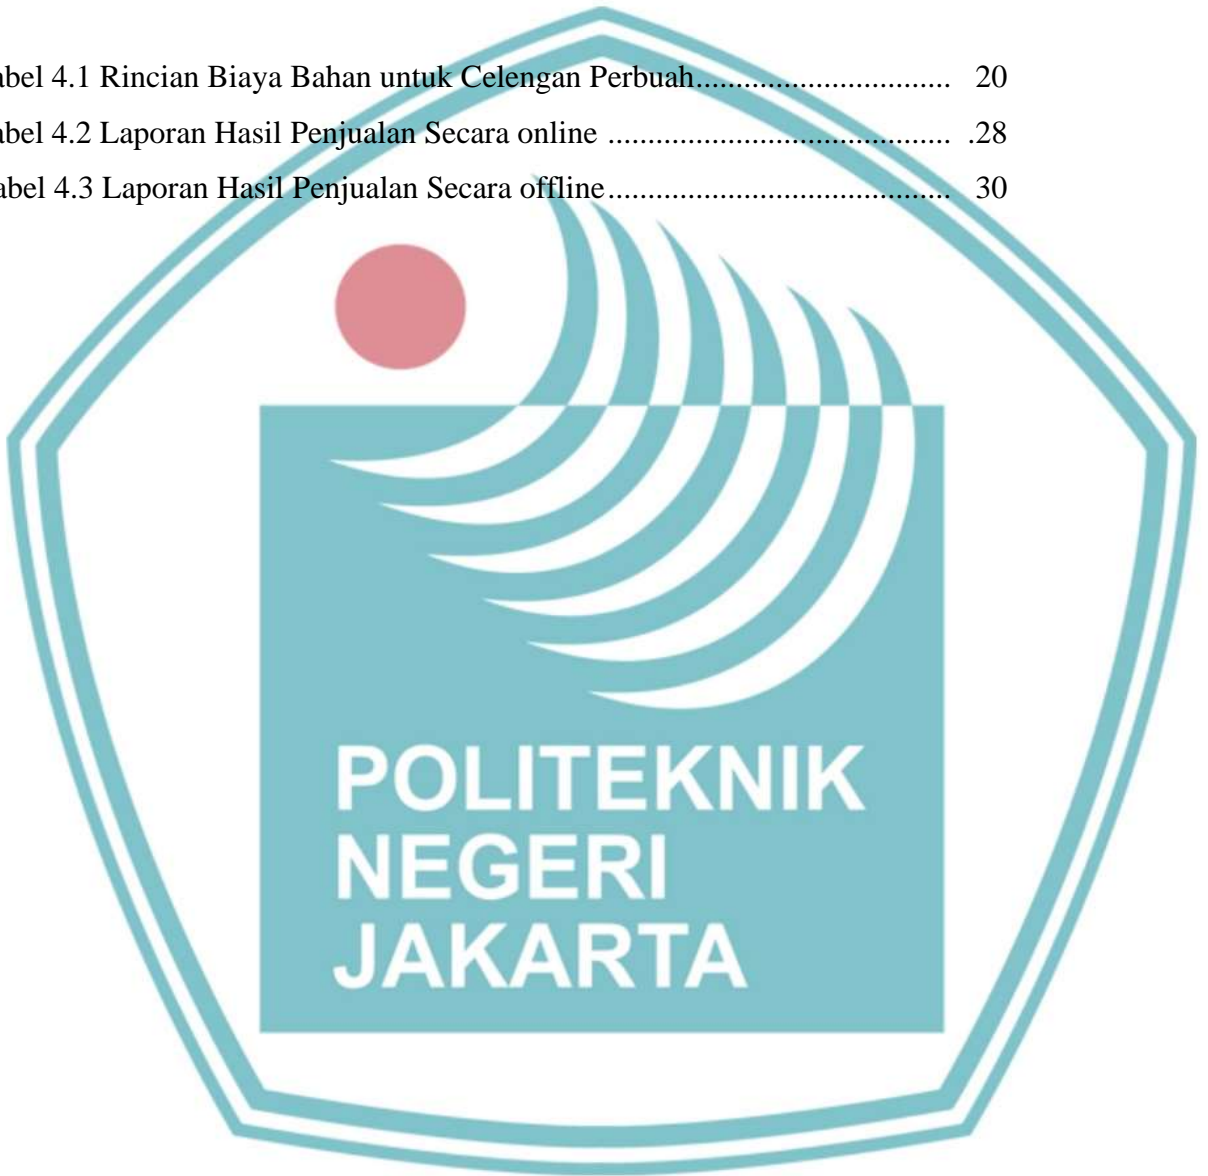 abel 4.1 Rincian Biaya Bahan untuk Celengan Perbuah................................ 20
abel 4.2 Laporan Hasil Penjualan Secara online .......................................... .28
abel 4.3 Laporan Hasil Penjualan Secara offline.......................................... 30
POLITEKNIK
NEGERI
JAKARTA